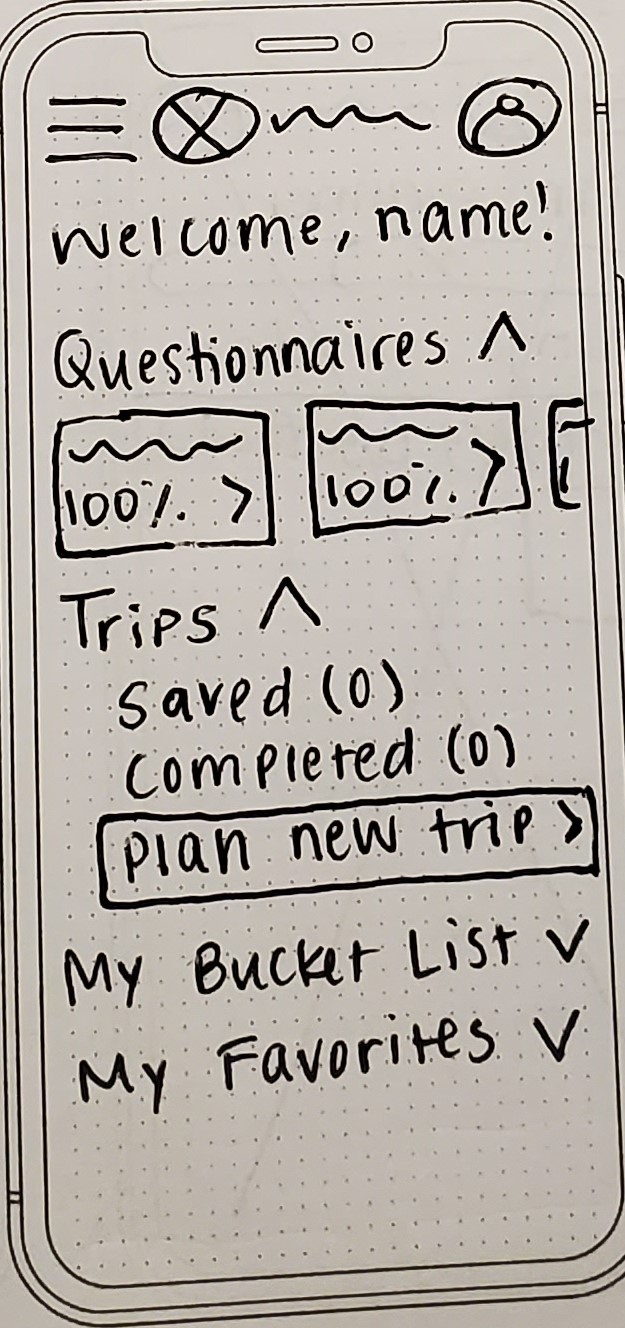 Welcome, name!
Questionnaires ^
100% >
100% >
Trips ^
Saved (0)
Completed (0)
Plan new trip >
My Bucket List v
My Favorites v